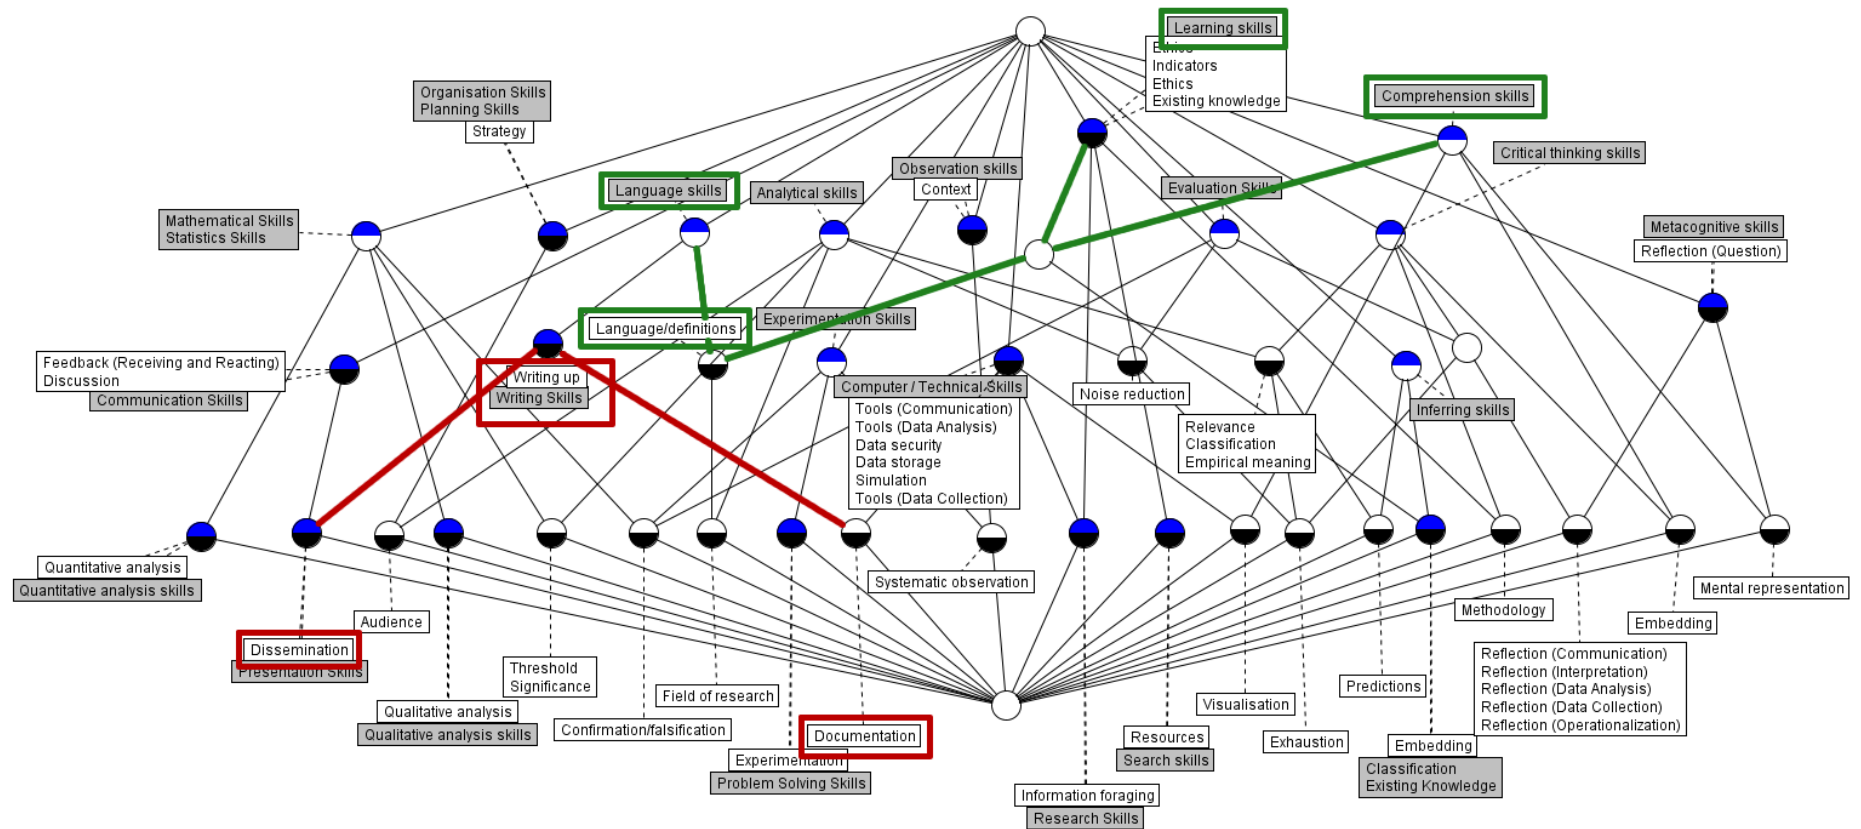 Learning skills
Ethics
Indicators
Ethics
Existing knowledge
Organisation Skills
Planning Skills
Strategy
Comprehension skills
Critical thinking skills
Observation skills
Context
Language skills
Analytical skills
Evaluation Skills
Mathematical Skills
Statistics Skills
Metacognitive skills
Reflection (Question)
Language/definitions
Experimentation Skills
Feedback (Receiving and Reacting)
Discussion
Communication Skills
Writing up
Writing Skills
Computer / Technical Skills
Tools (Communication)
Tools (Data Analysis)
Data security
Data storage
Simulation
Tools (Data Collection)
Noise reduction
Relevance
Classification
Empirical meaning
Inferring skills
Quantitative analysis
Quantitative analysis skills
Systematic observation
Mental representation
Audience
Methodology
Embedding
Dissemination
Presentation Skills
Threshold
Significance
Field of research
Visualisation
Predictions
Reflection (Communication)
Reflection (Interpretation)
Reflection (Data Analysis)
Reflection (Data Collection)
Reflection (Operationalization)
Qualitative analysis
Qualitative analysis skills
Confirmation/falsification
Documentation
Resources
Search skills
Exhaustion
Embedding
Classification
Existing Knowledge
Experimentation
Problem Solving Skills
Information foraging
Research Skills